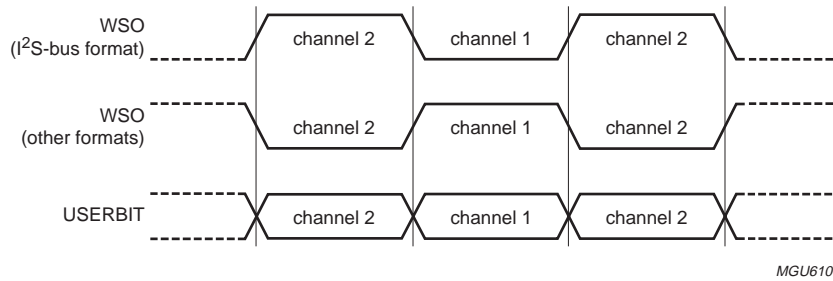 WSO
(I²S-bus format)
channel 2
channel 1
channel 2
WSO
(other formats)
channel 2
channel 1
channel 2
USERBIT
channel 2
channel 1
channel 2
MGU610